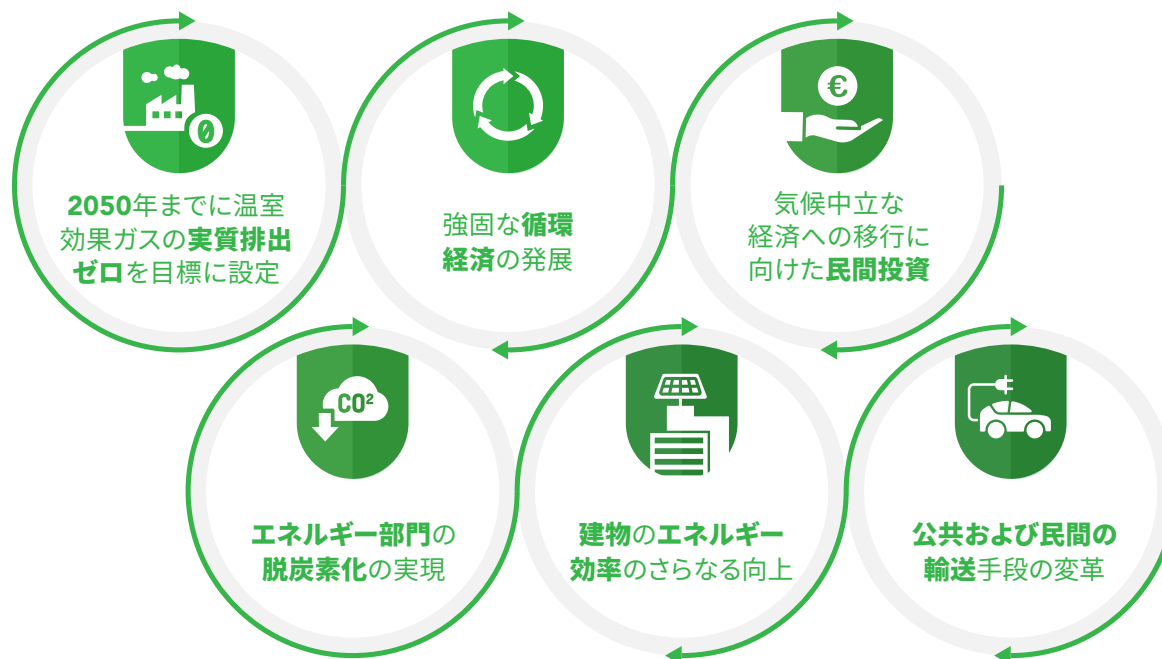 0
2050年までに温室
効果ガスの実質排出
ゼロを目標に設定
強固な循環
経済の発展
€
気候中立な
経済への移行に
向けた民間投資
CO²
エネルギー部門の
脱炭素化の実現
建物のエネルギー
効率のさらなる向上
公共および民間の
輸送手段の変革